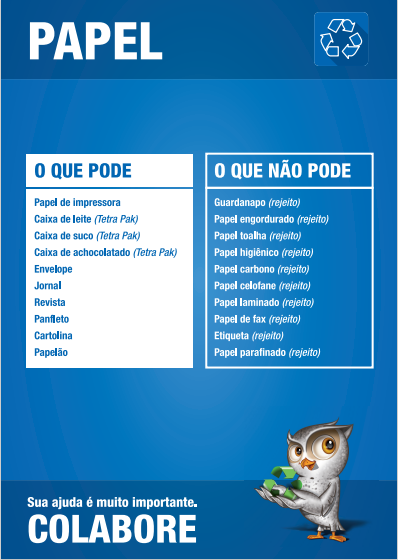 PAPEL
O QUE PODE
Papel de impressora
Caixa de leite (Tetra Pak)
Caixa de suco (Tetra Pak)
Caixa de achocolatado (Tetra Pak)
Envelope
Jornal
Revista
Panfleto
Cartolina
Papelão
O QUE NÃO PODE
Guardanapo (rejeito)
Papel engordurado (rejeito)
Papel toalha (rejeito)
Papel higiênico (rejeito)
Papel carbono (rejeito)
Papel celofane (rejeito)
Papel laminado (rejeito)
Papel de fax (rejeito)
Etiqueta (rejeito)
Papel parafinado (rejeito)
Sua ajuda é muito importante.
COLABORE